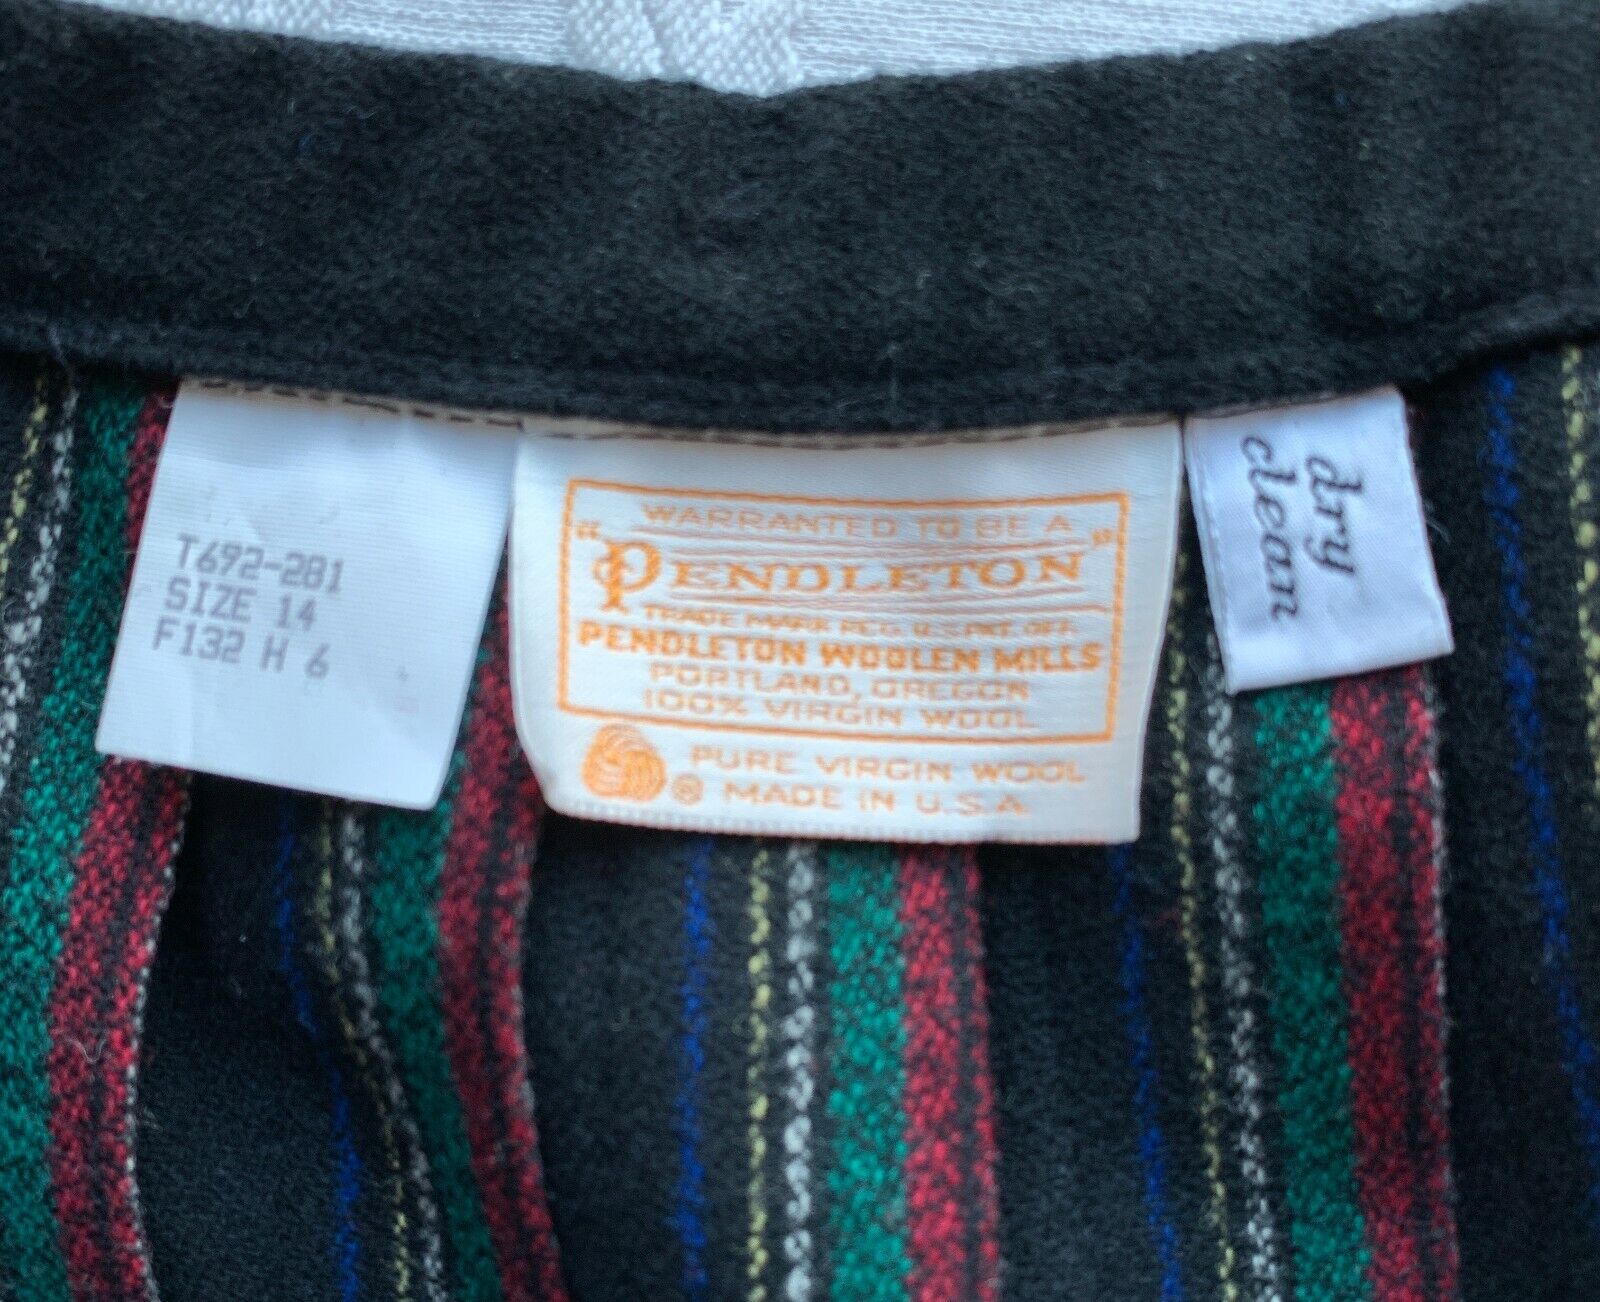 T692-281
SIZE 14
F132 H 6
WARRANTED TO BE A
"PENDLETON"
TRADE MARK REG. U.S. PAT. OFF.
PENDLETON WOOLEN MILLS
PORTLAND, OREGON
100% VIRGIN WOOL
PURE VIRGIN WOOL
® MADE IN U.S.A.
dry
clean